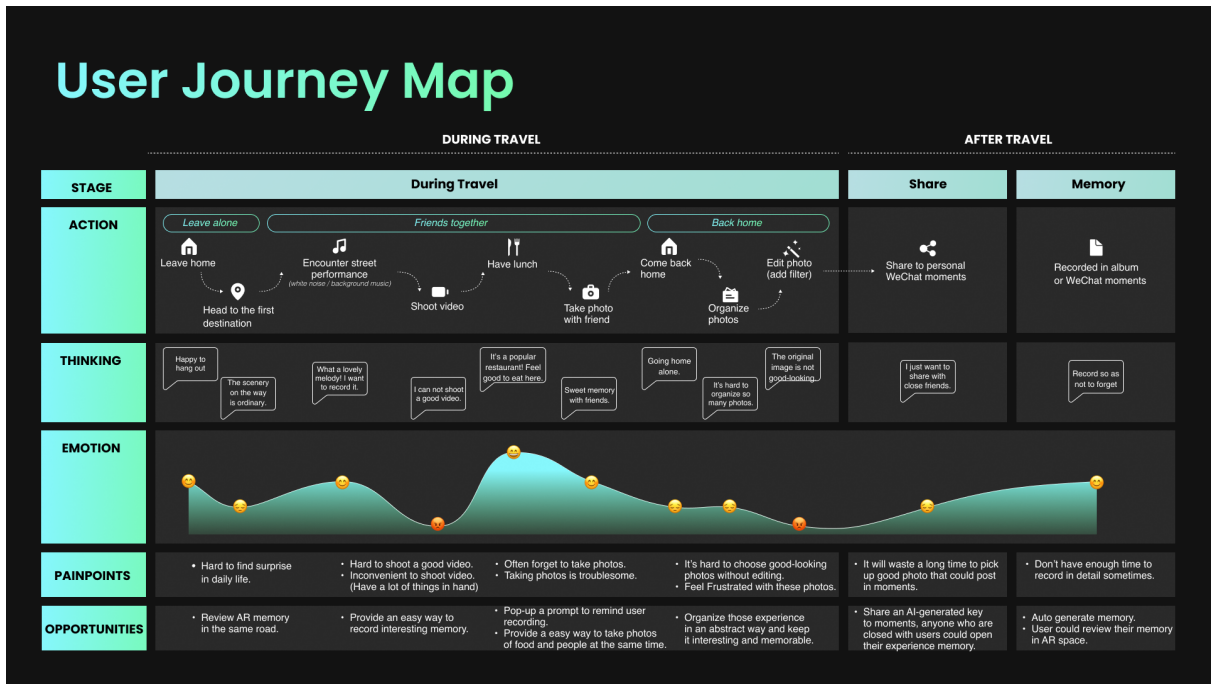 User Journey Map
DURING TRAVEL
AFTER TRAVEL
STAGE
During Travel
Share
Memory
ACTION
Leave alone
Friends together
Back home
Leave home
Head to the first
destination
Encounter street
performance
(white noise / background music)
Shoot video
Have lunch
Take photo
with friend
Come back
home
Organize
photos
Edit photo
(add filter)
Share to personal
WeChat moments
Recorded in album
or WeChat moments
THINKING
Happy to
hang out
The scenery
on the way
is ordinary.
What a lovely
melody! I want
to record it.
I can not shoot
a good video.
It's a popular
restaurant! Feel
good to eat here.
Sweet memory
with friends.
Going home
alone.
It's hard to
organize so
many photos.
The original
image is not
good-looking.
I just want to
share with
close friends.
Record so as
not to forget
EMOTION
PAINPOINTS
• Hard to find surprise
in daily life.
• Hard to shoot a good video.
• Inconvenient to shoot video.
(Have a lot of things in hand)
• Often forget to take photos.
• Taking photos is troublesome.
• It's hard to choose good-looking
photos without editing.
• Feel Frustrated with these photos.
• It will waste a long time to pick
up good photo that could post
in moments.
• Don't have enough time to
record in detail sometimes.
OPPORTUNITIES
• Review AR memory
in the same road.
• Provide an easy way to
record interesting memory.
• Pop-up a prompt to remind user
recording.
• Provide a easy way to take photos
of food and people at the same time.
• Organize those experience
in an abstract way and keep
it interesting and memorable.
• Share an AI-generated key
to moments, anyone who are
closed with users could open
their experience memory.
• Auto generate memory.
• User could review their memory
in AR space.